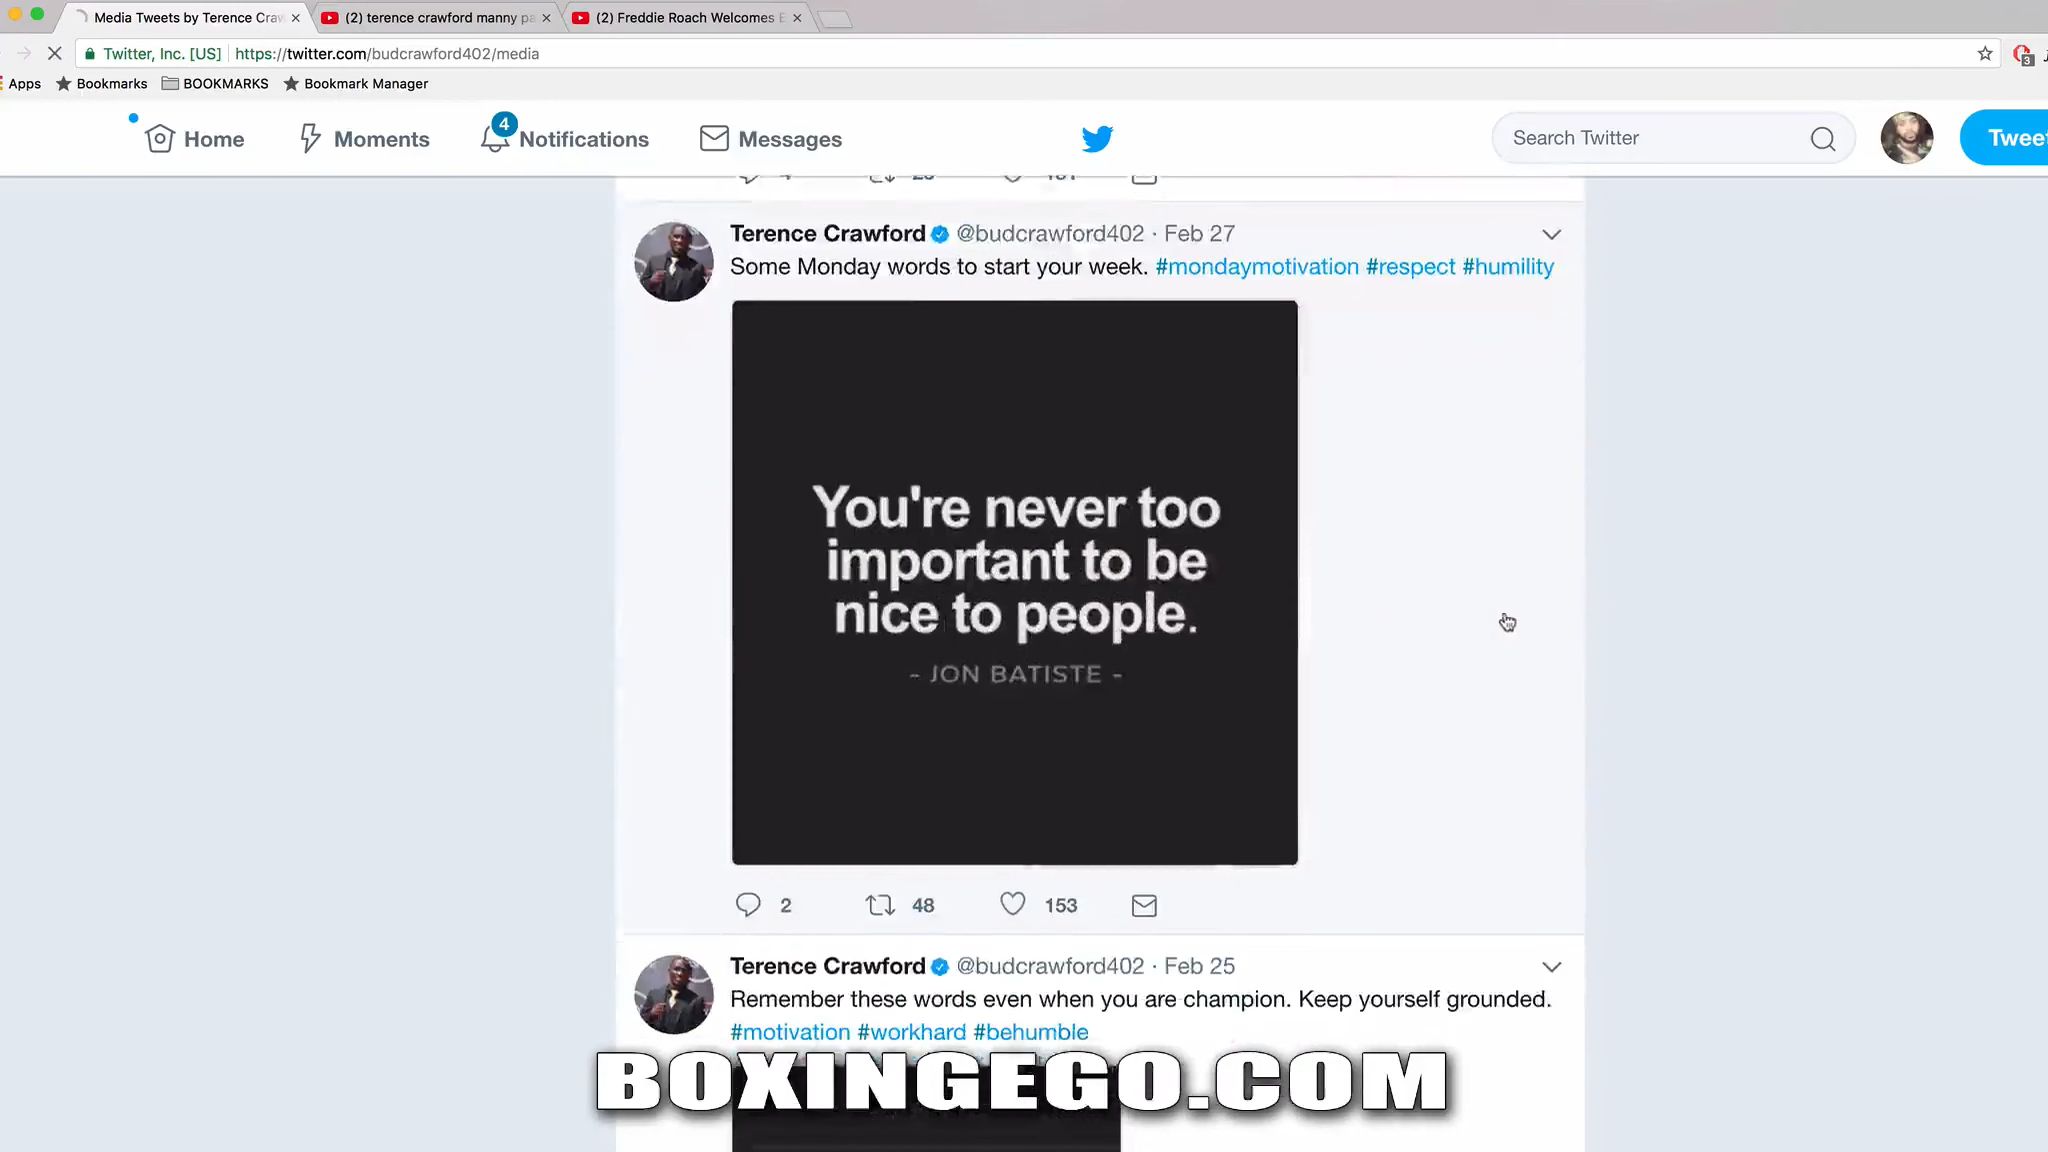 Media Tweets by Terence Craw
(2) terence crawford manny pa
(2) Freddie Roach Welcomes E
Twitter, Inc. [US]
https://twitter.com/budcrawford402/media
3
Apps
Bookmarks
BOOKMARKS
Bookmark Manager
Home
Moments
4
Notifications
Messages
Search Twitter
Tweet
Terence Crawford @budcrawford402 · Feb 27
Some Monday words to start your week. #mondaymotivation #respect #humility
You're never too
important to be
nice to people.
- JON BATISTE -
2
48
153
Terence Crawford @budcrawford402 · Feb 25
Remember these words even when you are champion. Keep yourself grounded.
#motivation #workhard #behumble
BOXINGEGO.COM